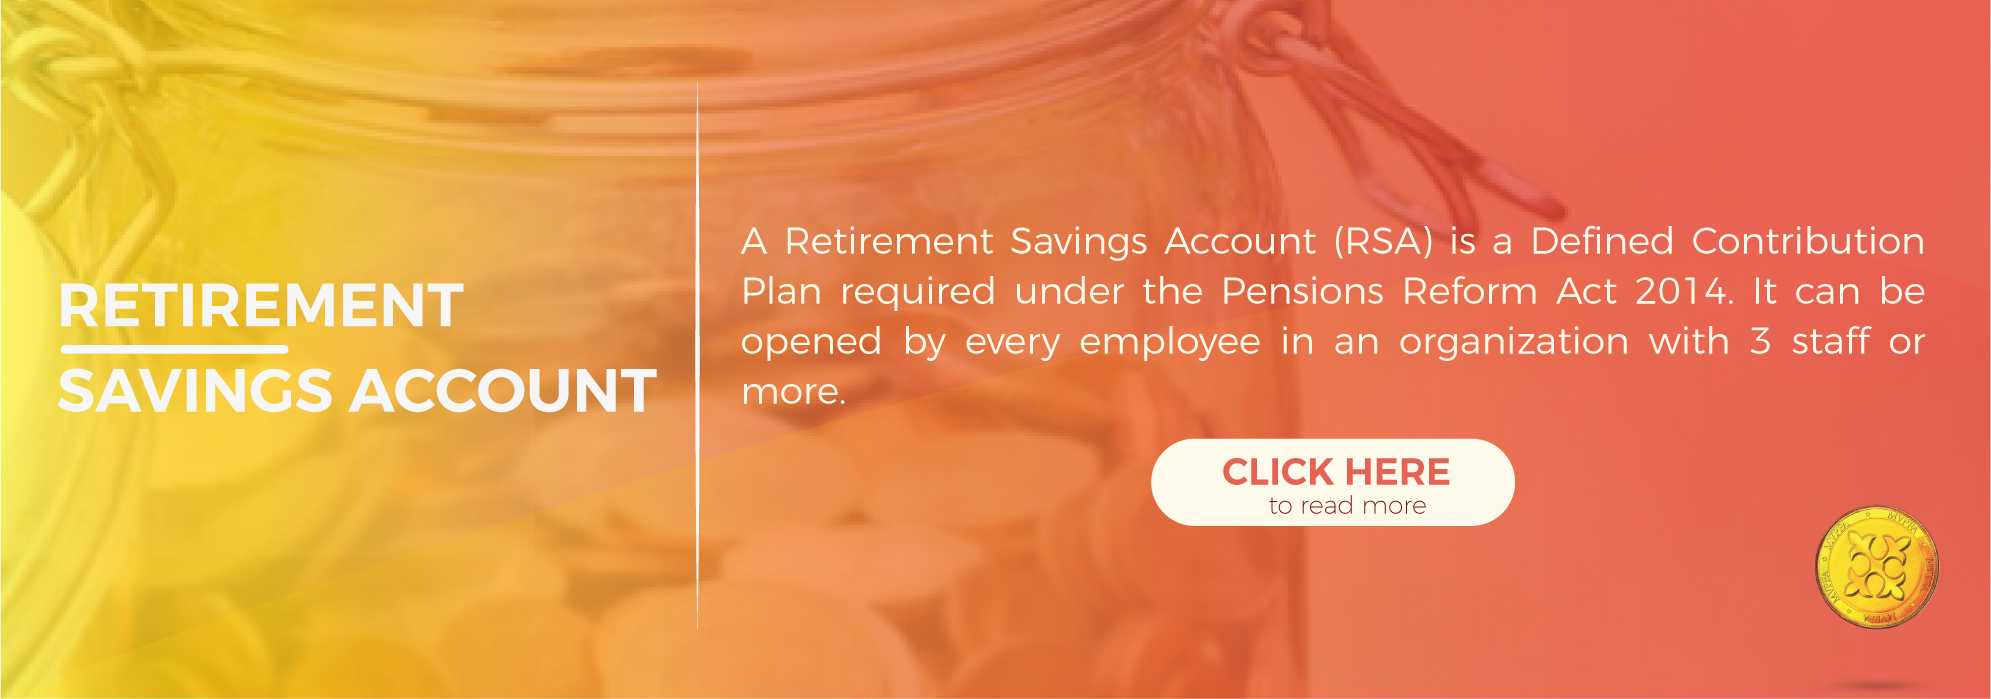 RETIREMENT
SAVINGS ACCOUNT
A Retirement Savings Account (RSA) is a Defined Contribution
Plan required under the Pensions Reform Act 2014. It can be
opened by every employee in an organization with 3 staff or
more.
CLICK HERE
to read more